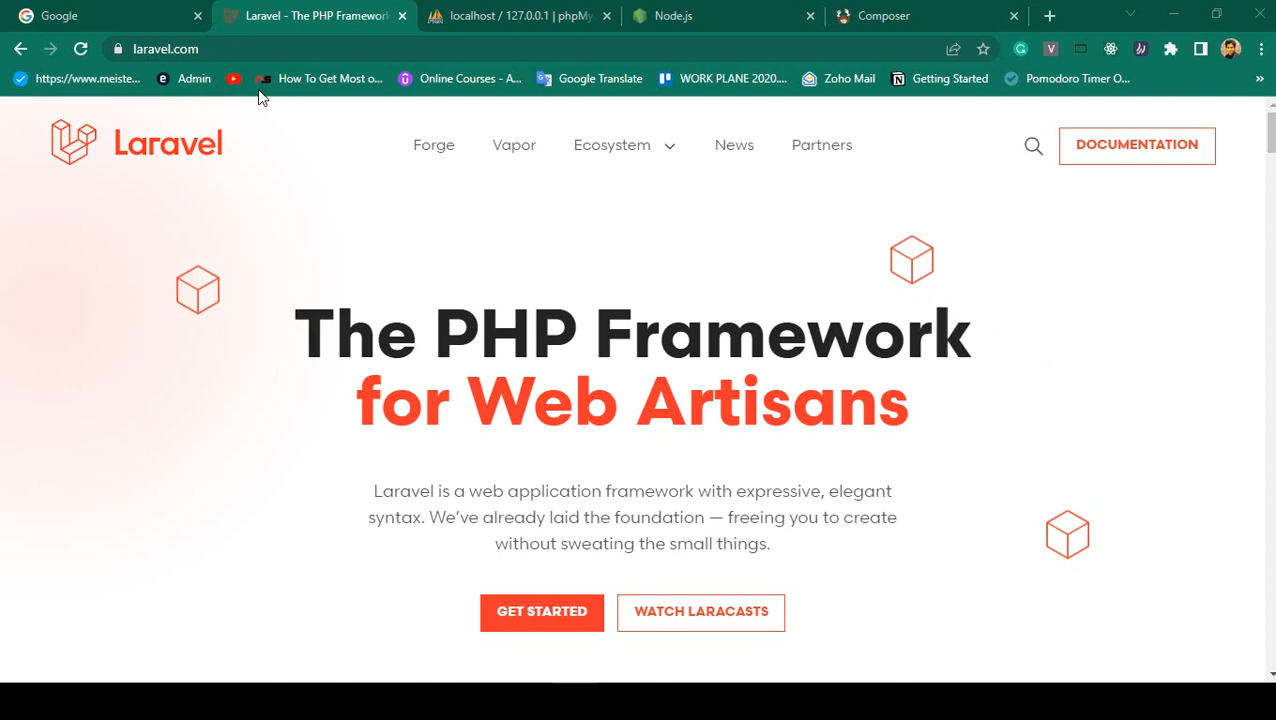 Google
Laravel - The PHP Framework
localhost / 127.0.0.1 | phpMy
Node.js
Composer
laravel.com
https://www.meiste...
Admin
How To Get Most o...
Online Courses - A...
Google Translate
WORK PLANE 2020....
Zoho Mail
Getting Started
Pomodoro Timer O...
»
Laravel
Forge
Vapor
Ecosystem
News
Partners
DOCUMENTATION
The PHP Framework
for Web Artisans
Laravel is a web application framework with expressive, elegant
syntax. We've already laid the foundation — freeing you to create
without sweating the small things.
GET STARTED
WATCH LARACASTS